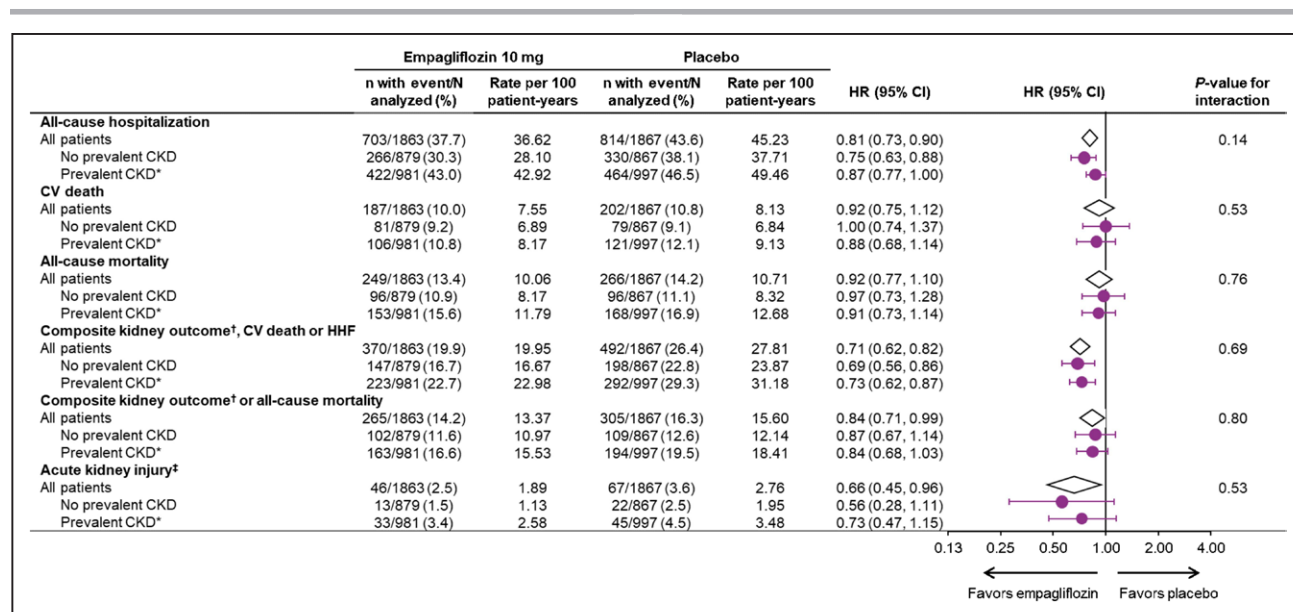 Empagliflozin 10 mg Placebo
n with event/N analyzed (%) Rate per 100 patient-years n with event/N analyzed (%) Rate per 100 patient-years HR (95% CI) HR (95% CI) P-value for interaction
All-cause hospitalization
All patients 703/1863 (37.7) 36.62 814/1867 (43.6) 45.23 0.81 (0.73, 0.90) 0.14
No prevalent CKD 266/879 (30.3) 28.10 330/867 (38.1) 37.71 0.75 (0.63, 0.88)
Prevalent CKD* 422/981 (43.0) 42.92 464/997 (46.5) 49.46 0.87 (0.77, 1.00)
CV death
All patients 187/1863 (10.0) 7.55 202/1867 (10.8) 8.13 0.92 (0.75, 1.12) 0.53
No prevalent CKD 81/879 (9.2) 6.89 79/867 (9.1) 6.84 1.00 (0.74, 1.37)
Prevalent CKD* 106/981 (10.8) 8.17 121/997 (12.1) 9.13 0.88 (0.68, 1.14)
All-cause mortality
All patients 249/1863 (13.4) 10.06 266/1867 (14.2) 10.71 0.92 (0.77, 1.10) 0.76
No prevalent CKD 96/879 (10.9) 8.17 96/867 (11.1) 8.32 0.97 (0.73, 1.28)
Prevalent CKD* 153/981 (15.6) 11.79 168/997 (16.9) 12.68 0.91 (0.73, 1.14)
Composite kidney outcome†, CV death or HHF
All patients 370/1863 (19.9) 19.95 492/1867 (26.4) 27.81 0.71 (0.62, 0.82) 0.69
No prevalent CKD 147/879 (16.7) 16.67 198/867 (22.8) 23.87 0.69 (0.56, 0.86)
Prevalent CKD* 223/981 (22.7) 22.98 292/997 (29.3) 31.18 0.73 (0.62, 0.87)
Composite kidney outcome† or all-cause mortality
All patients 265/1863 (14.2) 13.37 305/1867 (16.3) 15.60 0.84 (0.71, 0.99) 0.80
No prevalent CKD 102/879 (11.6) 10.97 109/867 (12.6) 12.14 0.87 (0.67, 1.14)
Prevalent CKD* 163/981 (16.6) 15.53 194/997 (19.5) 18.41 0.84 (0.68, 1.03)
Acute kidney injury‡
All patients 46/1863 (2.5) 1.89 67/1867 (3.6) 2.76 0.66 (0.45, 0.96) 0.53
No prevalent CKD 13/879 (1.5) 1.13 22/867 (2.5) 1.95 0.56 (0.28, 1.11)
Prevalent CKD* 33/981 (3.4) 2.58 45/997 (4.5) 3.48 0.73 (0.47, 1.15)
0.13 0.25 0.50 1.00 2.00 4.00
Favors empagliflozin Favors placebo